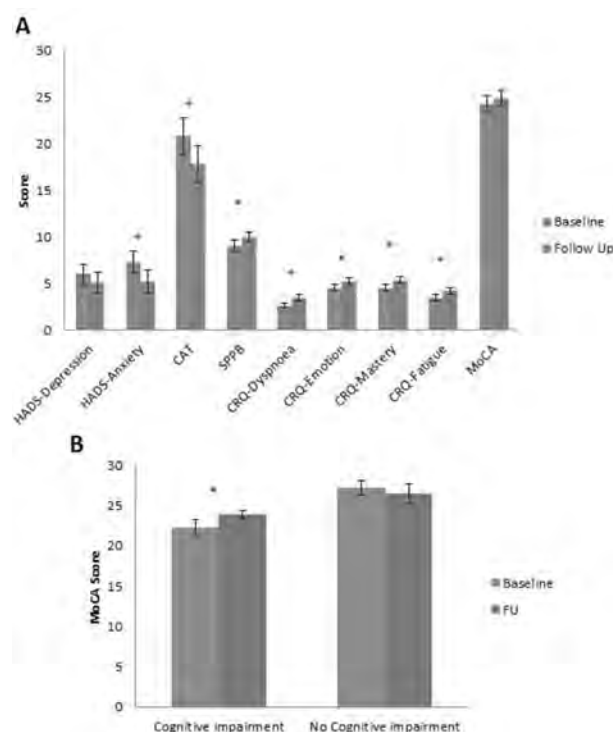 A
30
25
20
15
10
5
0
Score
HADS-Depression
HADS-Anxiety
CAT
SPPB
CRQ-Dyspnoea
CRQ-Emotion
CRQ-Mastery
CRQ-Fatigue
MoCA
Baseline
Follow Up
B
30
25
20
15
10
5
0
MoCA Score
*
Cognitive impairment
No Cognitive impairment
Baseline
FU